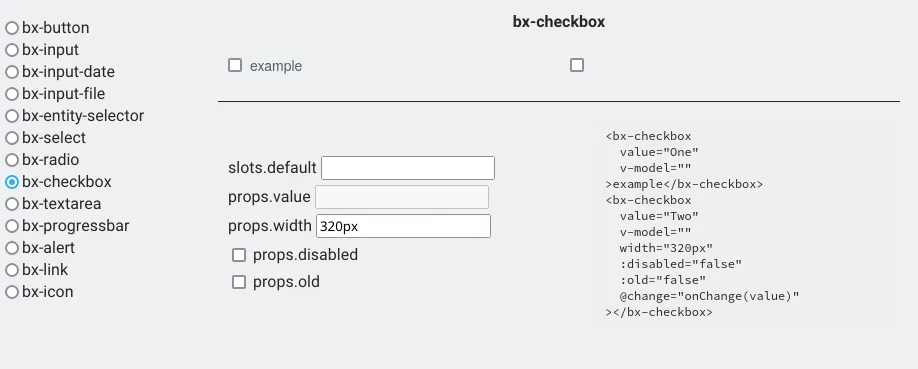 bx-button
bx-input
bx-input-date
bx-input-file
bx-entity-selector
bx-select
bx-radio
bx-checkbox
bx-textarea
bx-progressbar
bx-alert
bx-link
bx-icon
bx-checkbox
example
slots.default
props.value
props.width 320px
props.disabled
props.old
<bx-checkbox
value="One"
v-model=""
>example</bx-checkbox>
<bx-checkbox
value="Two"
v-model=""
width="320px"
:disabled="false"
:old="false"
@change="onChange(value)"
></bx-checkbox>